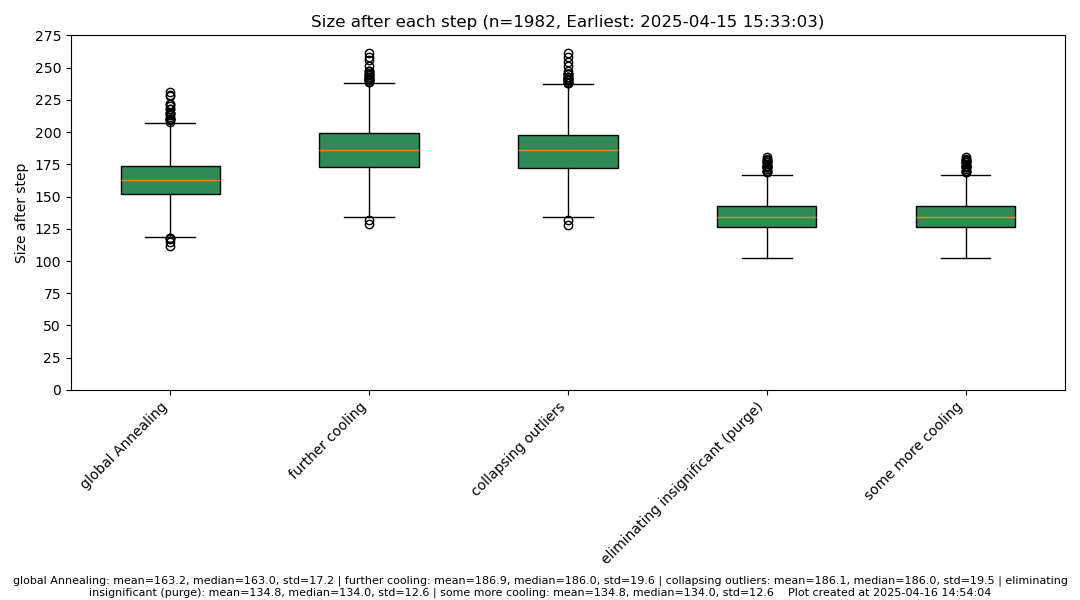 Size after each step (n=1982, Earliest: 2025-04-15 15:33:03)
275
250
225
200
175
150
125
100
75
50
25
0
Size after step
global Annealing
further cooling
collapsing outliers
eliminating insignificant (purge)
some more cooling
global Annealing: mean=163.2, median=163.0, std=17.2 | further cooling: mean=186.9, median=186.0, std=19.6 | collapsing outliers: mean=186.1, median=186.0, std=19.5 | eliminating
insignificant (purge): mean=134.8, median=134.0, std=12.6 | some more cooling: mean=134.8, median=134.0, std=12.6    Plot created at 2025-04-16 14:54:04